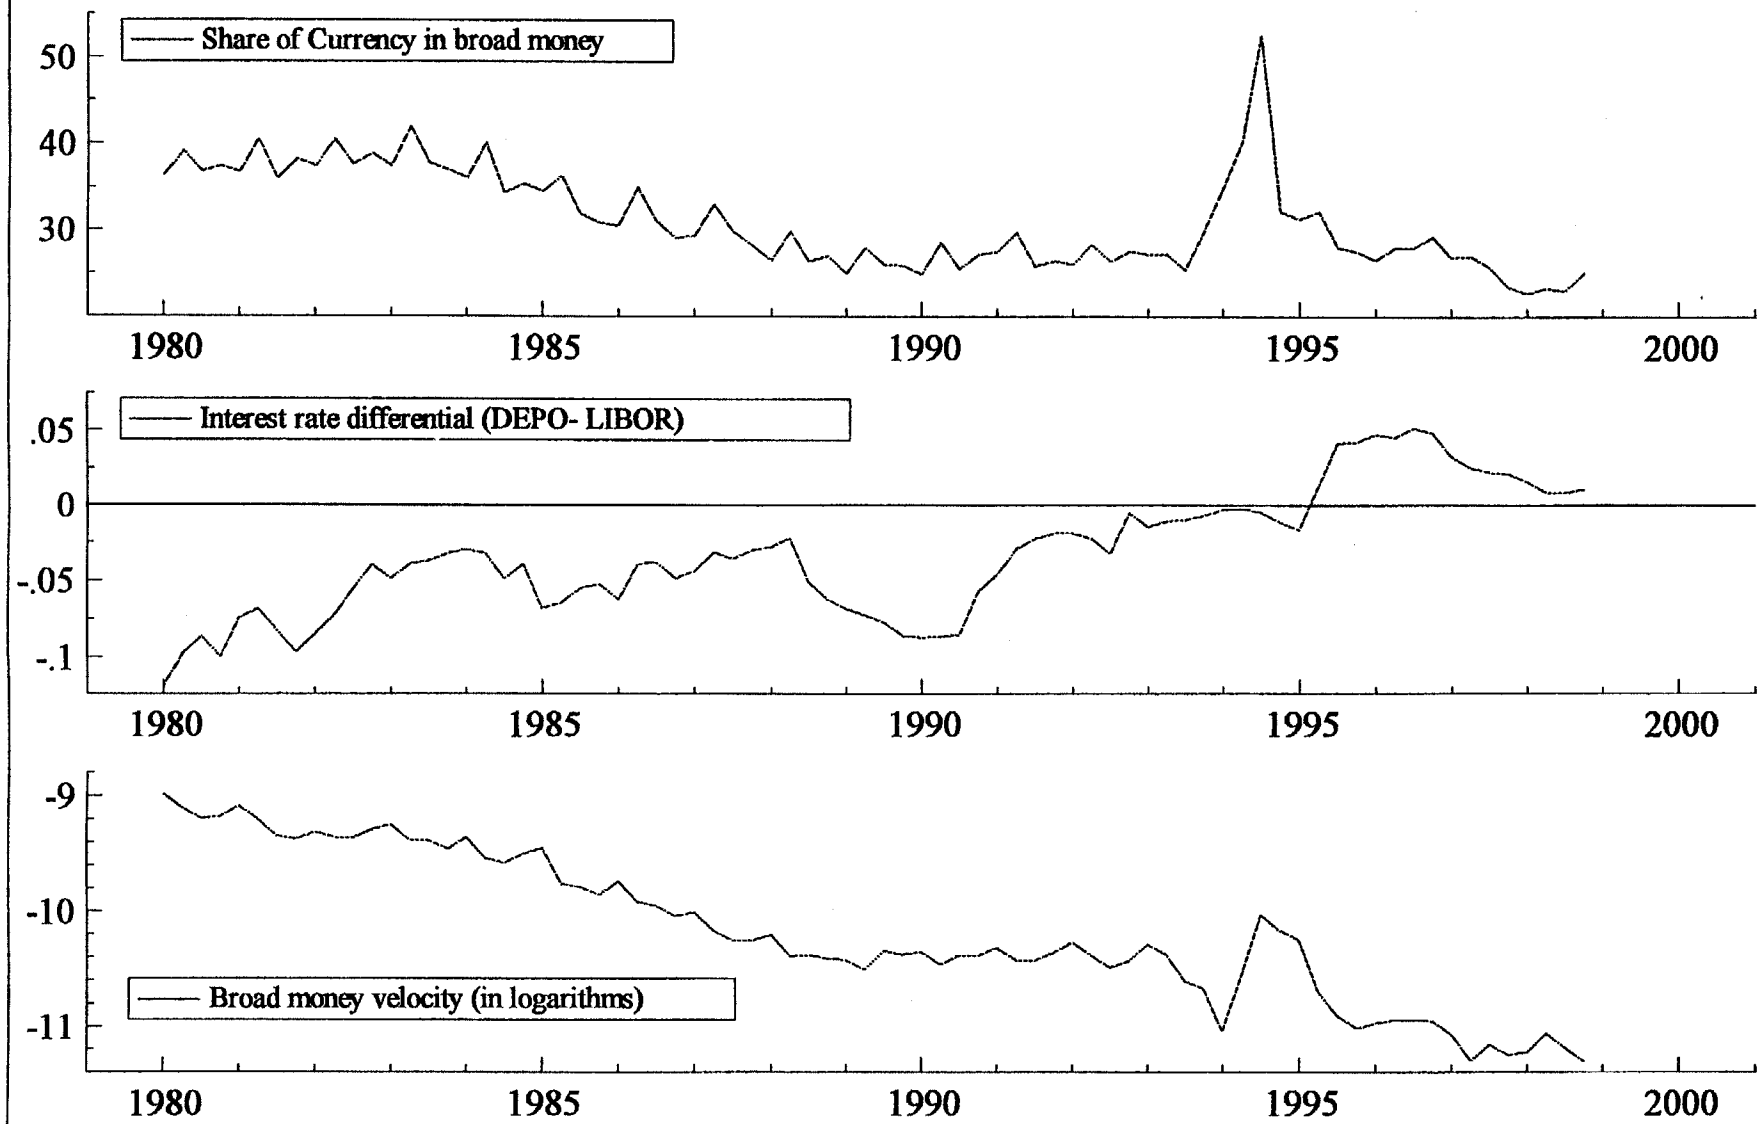 Share of Currency in broad money
50
40
30
1980 1985 1990 1995 2000
Interest rate differential (DEPO- LIBOR)
.05
0
-.05
-.1
1980 1985 1990 1995 2000
-9
-10
Broad money velocity (in logarithms)
-11
1980 1985 1990 1995 2000